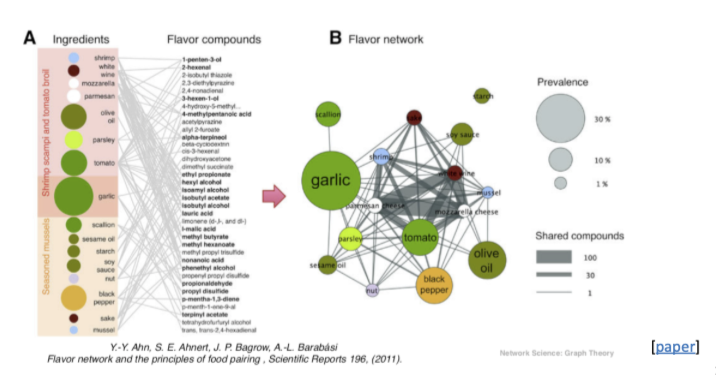 A
Ingredients
Flavor compounds
Shrimp scampi and tomato broil
Seasoned mussels
shrimp
white
wine
mozzarella
parmesan
olive
oil
parsley
tomato
garlic
scallion
sesame oil
starch
soy
sauce
nut
black
pepper
sake
mussel
1-penten-3-ol
2-hexenal
2-isobutyl thiazole
2,3-diethylpyrazine
2,4-nonadienal
3-hexen-1-ol
4-hydroxy-5-methyl...
4-methylpentanoic acid
acetylpyrazine
allyl 2-furoate
alpha-terpineol
beta-cyclodextrin
cis-3-hexenal
dihydroxyacetone
dimethyl succinate
ethyl propionate
hexyl alcohol
isoamyl alcohol
isobutyl acetate
isobutyl alcohol
lauric acid
limonene (d-,l-, and dl-)
l-malic acid
methyl butyrate
methyl hexanoate
methyl propyl trisulfide
nonanoic acid
phenethyl alcohol
propenyl propyl disulfide
propionaldehyde
propyl disulfide
p-mentha-1,3-diene
p-menth-1-ene-9-al
terpinyl acetate
tetrahydrofurfuryl alcohol
trans, trans-2,4-hexadienal
B
Flavor network
scallion
starch
sake
soy sauce
shrimp
garlic
white wine
mussel
parmesan cheese
mozzarella cheese
parsley
tomato
sesame oil
olive
oil
nut
black
pepper
Prevalence
30 %
10 %
1 %
Shared compounds
100
30
1
Y.-Y. Ahn, S. E. Ahnert, J. P. Bagrow, A.-L. Barabási
Flavor network and the principles of food pairing , Scientific Reports 196, (2011).
Network Science: Graph Theory
[paper]